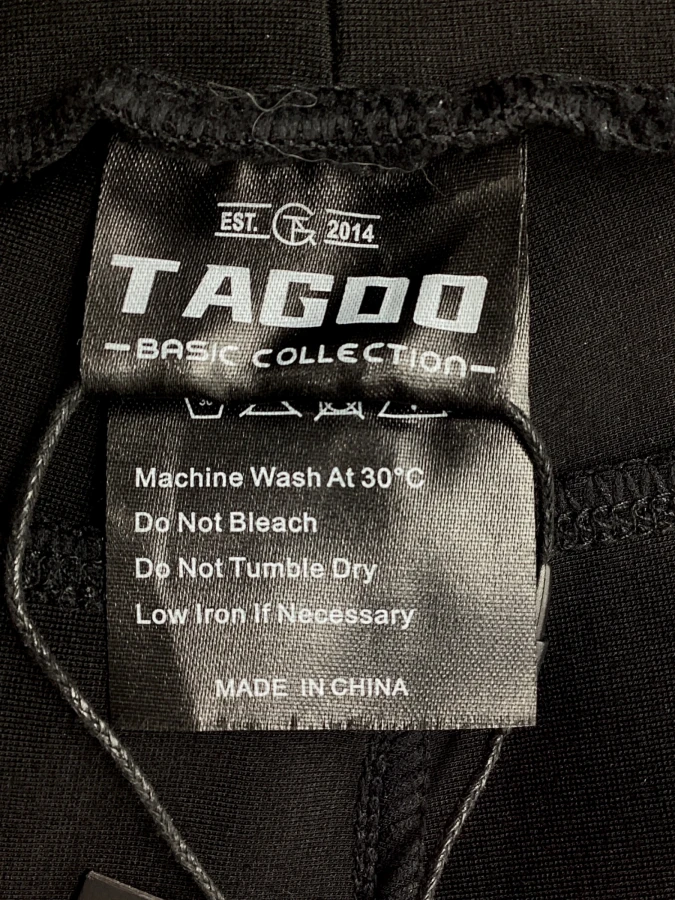 EST. 2014
TAGOO
-BASIC COLLECTION-
30
Machine Wash At 30°C
Do Not Bleach
Do Not Tumble Dry
Low Iron If Necessary
MADE IN CHINA